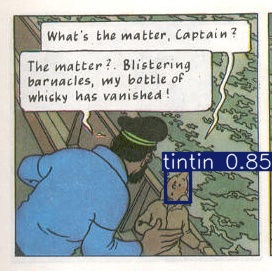 What's the matter, Captain?
The matter?. Blistering
barnacles, my bottle of
whisky has vanished!
tintin 0.85